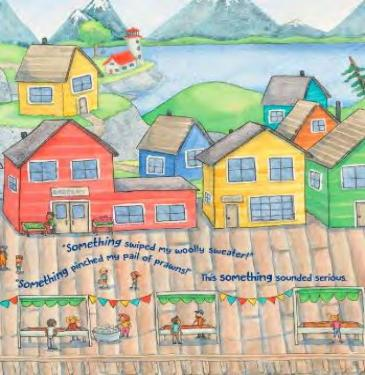 "Something swiped my woolly sweater!"
"Something pinched my pail of prawns!"
This something sounded serious.